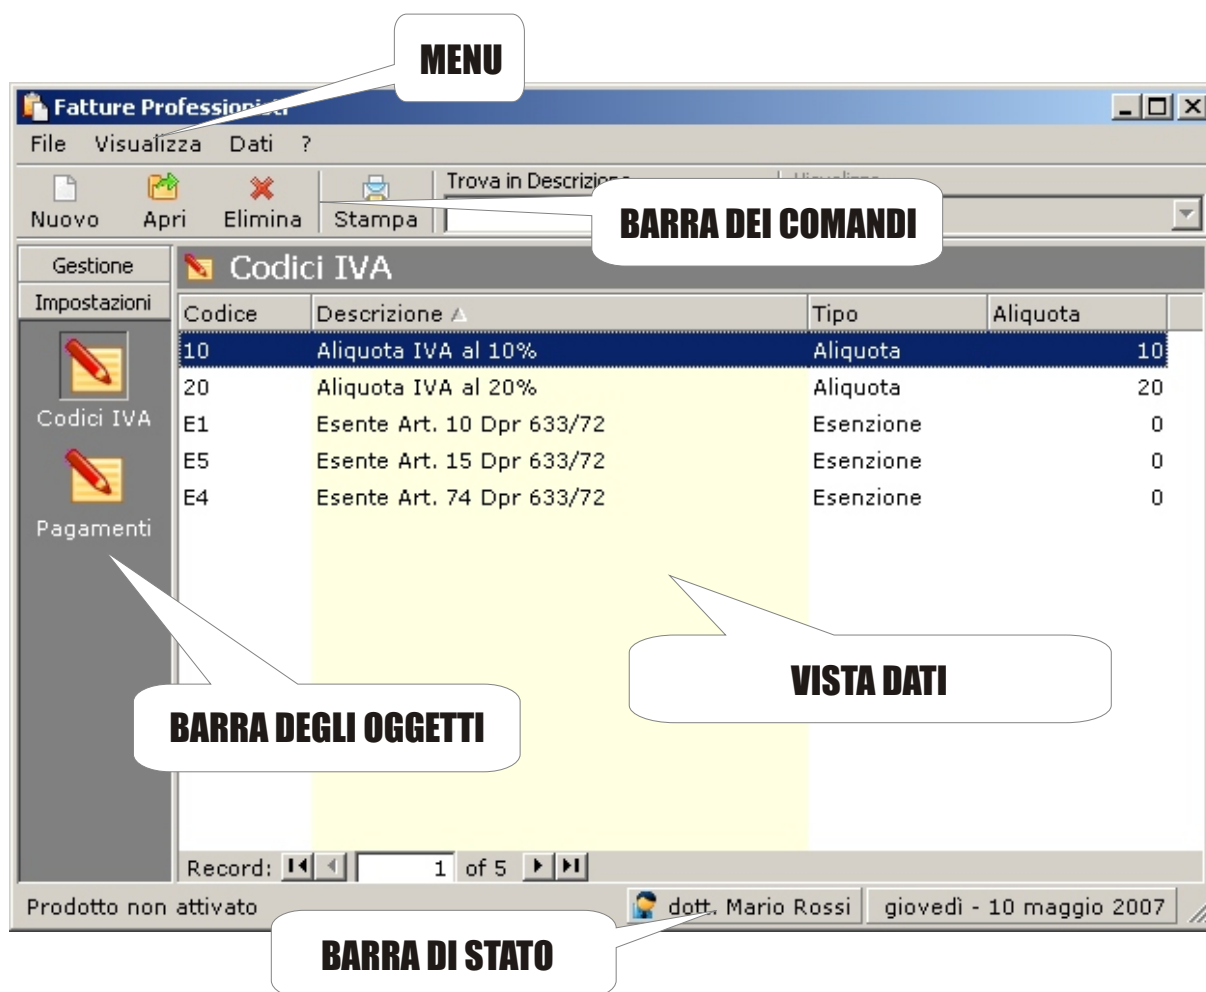 MENU
Fatture Professionisti
File Visualizza Dati ?
Trova in Descrizione Visualizza
Nuovo Apri Elimina Stampa
BARRA DEI COMANDI
Gestione
Impostazioni
Codici IVA
Pagamenti
Codici IVA
Codice Descrizione Tipo Aliquota
10 Aliquota IVA al 10% Aliquota 10
20 Aliquota IVA al 20% Aliquota 20
E1 Esente Art. 10 Dpr 633/72 Esenzione 0
E5 Esente Art. 15 Dpr 633/72 Esenzione 0
E4 Esente Art. 74 Dpr 633/72 Esenzione 0
VISTA DATI
BARRA DEGLI OGGETTI
Record: 1 of 5
Prodotto non attivato dott. Mario Rossi giovedì - 10 maggio 2007
BARRA DI STATO